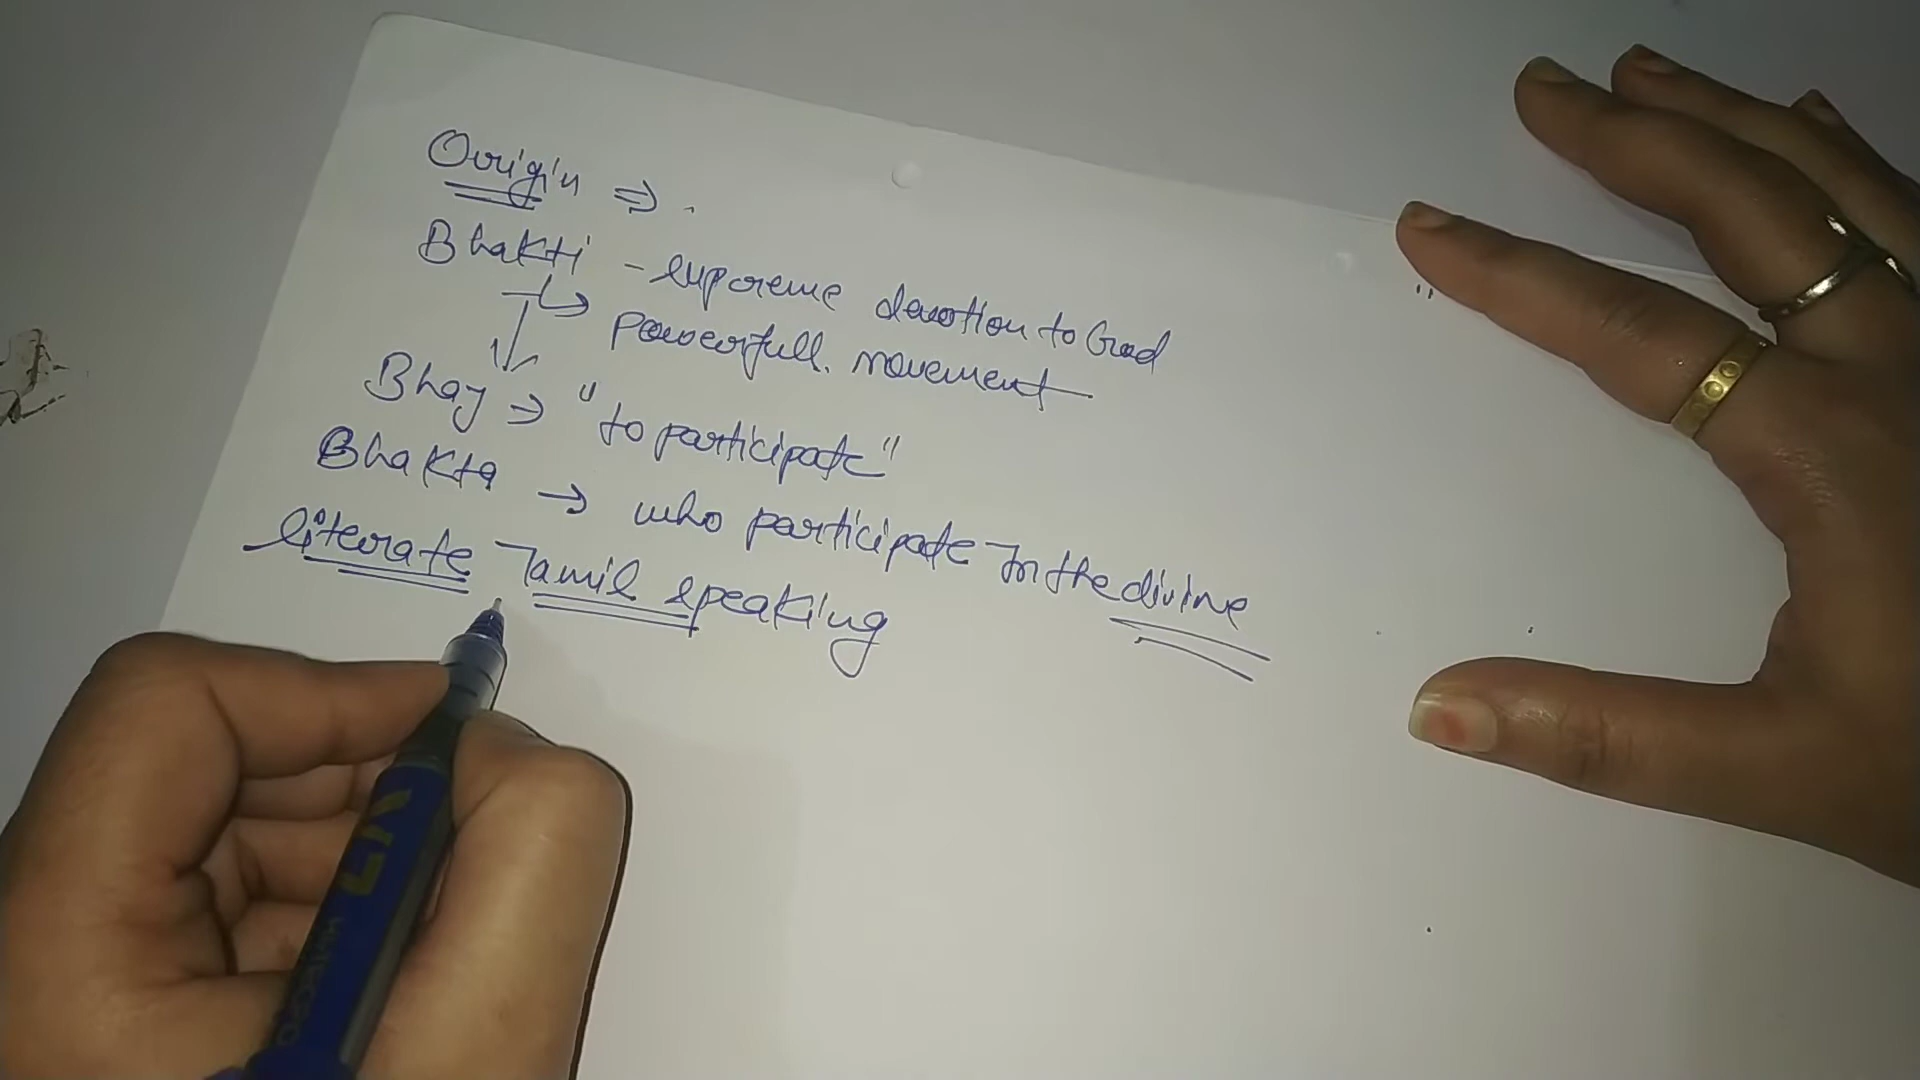 Origin ⇒
Bhakti - supreme devotion to God
↳ Powerfull. movement
Bhaj ⇒ "to participate"
Bhakta → who participate In the divine
literate Tamil speaking
V7